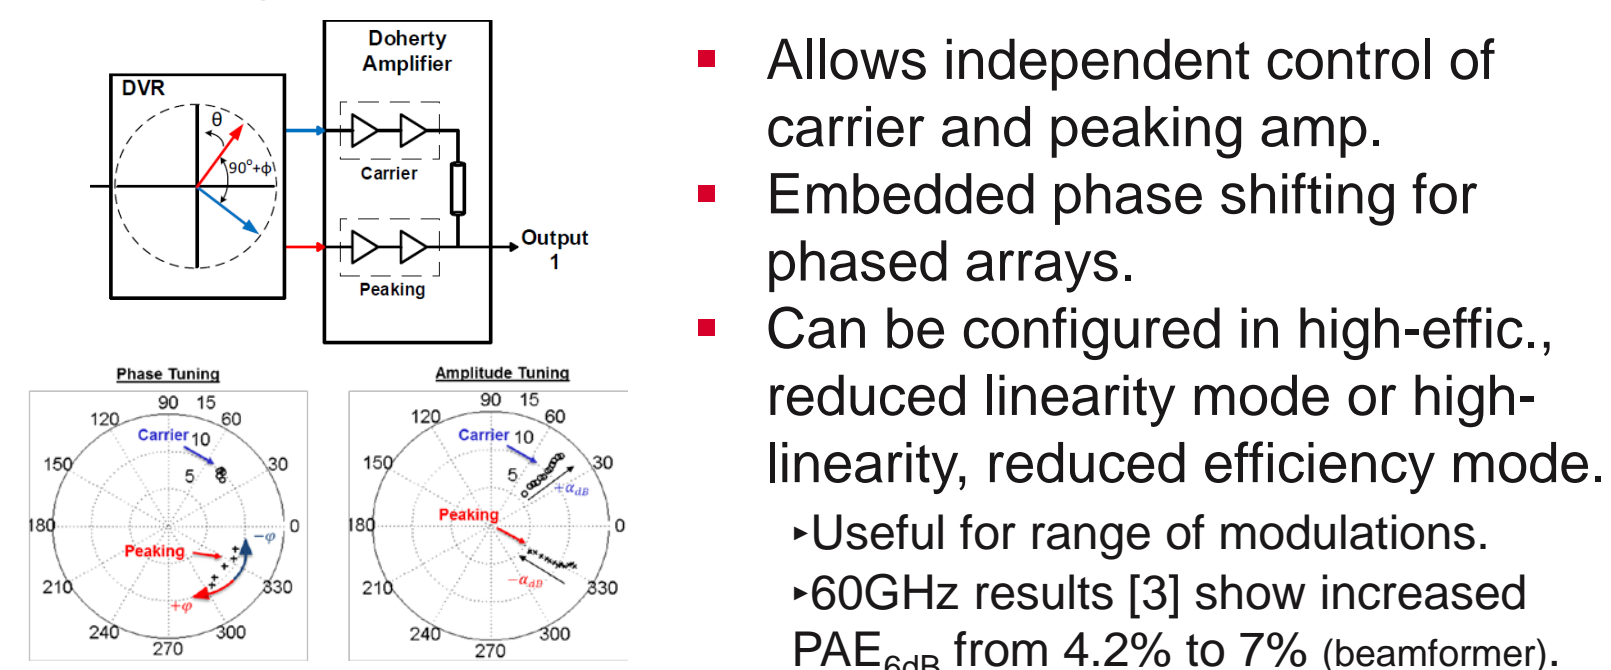 Doherty
Amplifier
DVR
θ
90°+ϕ
Carrier
Peaking
Output
1
Phase Tuning
90 15
120 60
Carrier 10
150 30
5
180 0
Peaking
−φ
+φ
210 330
240 300
270
Amplitude Tuning
90 15
120 60
Carrier 10
150 30
5
+α dB
Peaking
180 0
−α dB
210 330
240 300
270
▪ Allows independent control of
carrier and peaking amp.
▪ Embedded phase shifting for
phased arrays.
▪ Can be configured in high-effic.,
reduced linearity mode or high-
linearity, reduced efficiency mode.
‣Useful for range of modulations.
‣60GHz results [3] show increased
PAE6dB from 4.2% to 7% (beamformer).